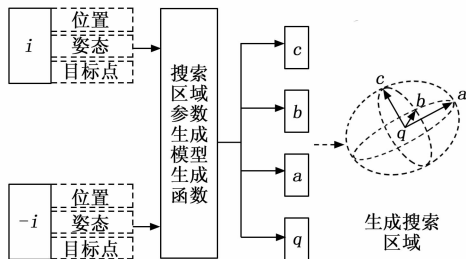 i
位置
姿态
目标点
-i
位置
姿态
目标点
搜索
区域
参数
生成
模型
生成
函数
c
b
a
q
c
b
a
q
生成搜索
区域